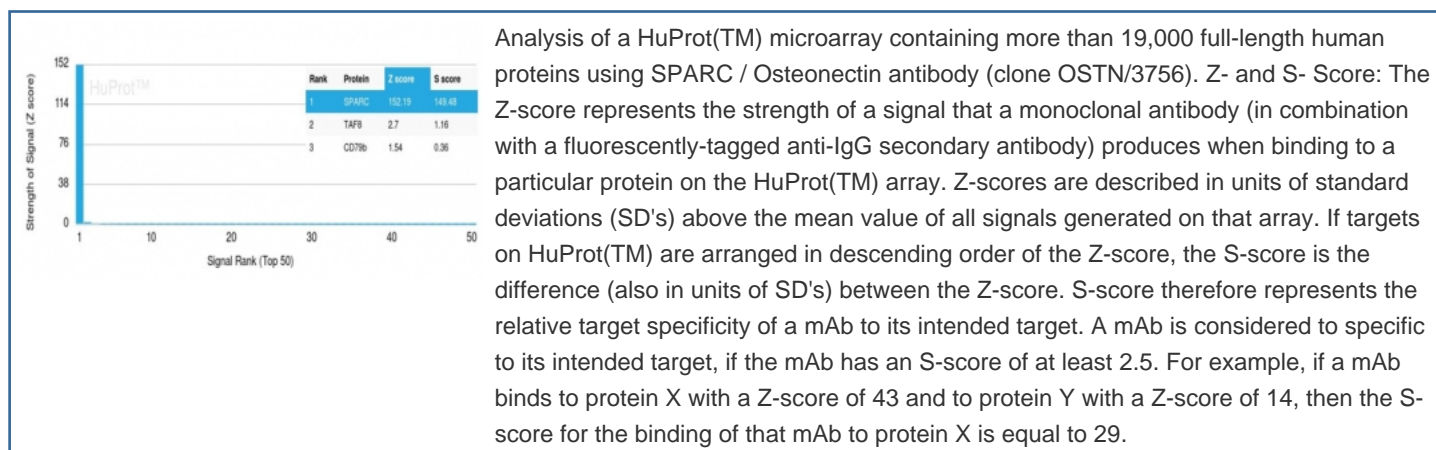 152
114
76
38
0
Strength of Signal (Z score)
HuProt™
Rank Protein Z score S score
1 SPARC 152.19 149.48
2 TAF8 2.7 1.16
3 CD79b 1.54 0.36
1 10 20 30 40 50
Signal Rank (Top 50)
Analysis of a HuProt(TM) microarray containing more than 19,000 full-length human
proteins using SPARC / Osteonectin antibody (clone OSTN/3756). Z- and S- Score: The
Z-score represents the strength of a signal that a monoclonal antibody (in combination
with a fluorescently-tagged anti-IgG secondary antibody) produces when binding to a
particular protein on the HuProt(TM) array. Z-scores are described in units of standard
deviations (SD's) above the mean value of all signals generated on that array. If targets
on HuProt(TM) are arranged in descending order of the Z-score, the S-score is the
difference (also in units of SD's) between the Z-score. S-score therefore represents the
relative target specificity of a mAb to its intended target. A mAb is considered to specific
to its intended target, if the mAb has an S-score of at least 2.5. For example, if a mAb
binds to protein X with a Z-score of 43 and to protein Y with a Z-score of 14, then the S-
score for the binding of that mAb to protein X is equal to 29.